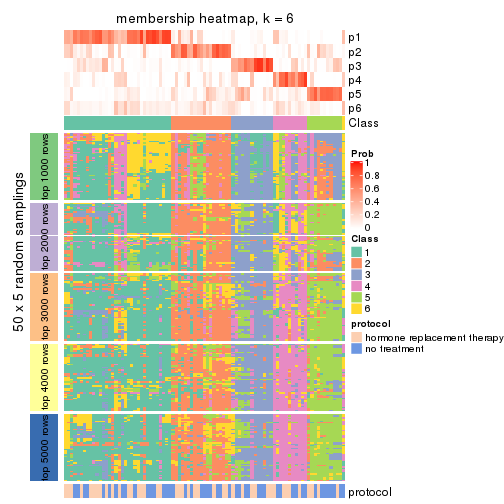 membership heatmap, k = 6
p1
p2
p3
p4
p5
p6
Class
50 x 5 random samplings
top 1000 rows
top 2000 rows
top 3000 rows
top 4000 rows
top 5000 rows
Prob
1
0.8
0.6
0.4
0.2
0
Class
1
2
3
4
5
6
protocol
hormone replacement therapy
no treatment
protocol